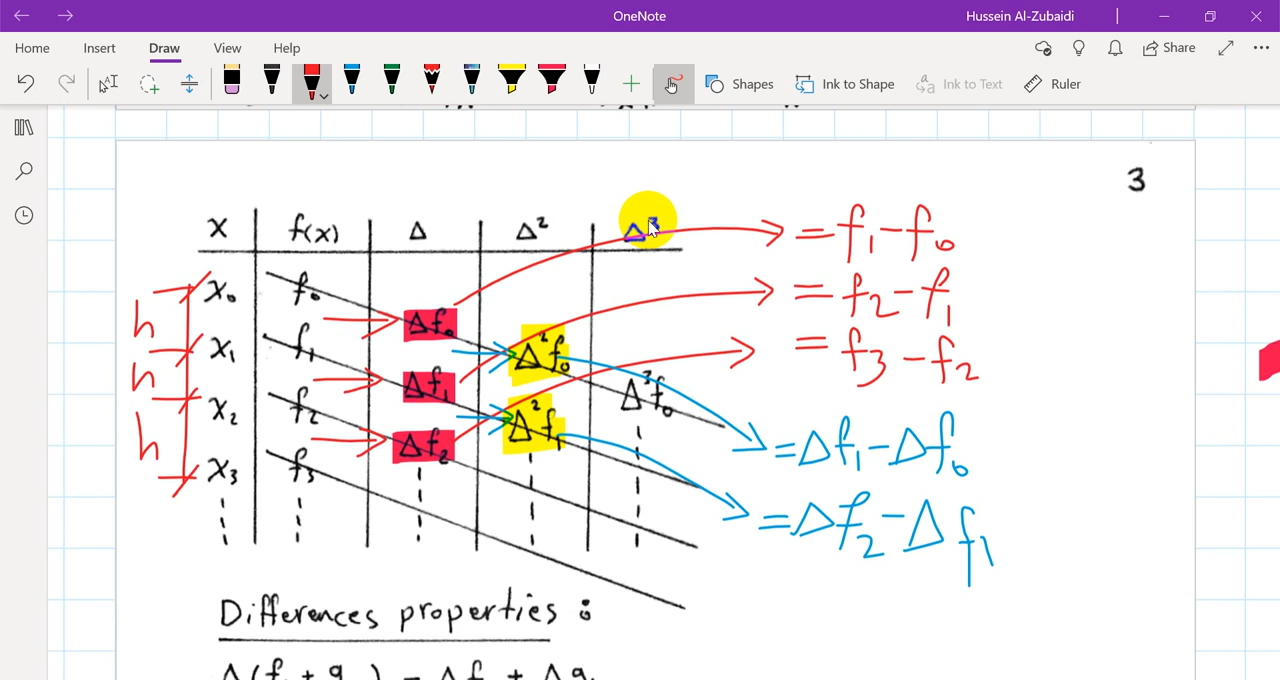 OneNote
Hussein Al-Zubaidi
Home Insert Draw View Help
Share
Shapes
Ink to Shape
Ink to Text
Ruler
3
x f(x) Δ Δ² Δ³
= f₁ - f₀
x₀ f₀
= f₂ - f₁
h
Δf₀
x₁ f₁
Δ²f₀
= f₃ - f₂
h
Δf₁
Δ³f₀
x₂ f₂
Δ²f₁
h
Δf₂
= Δf₁ - Δf₀
x₃ f₃
= Δf₂ - Δf₁
Differences properties :